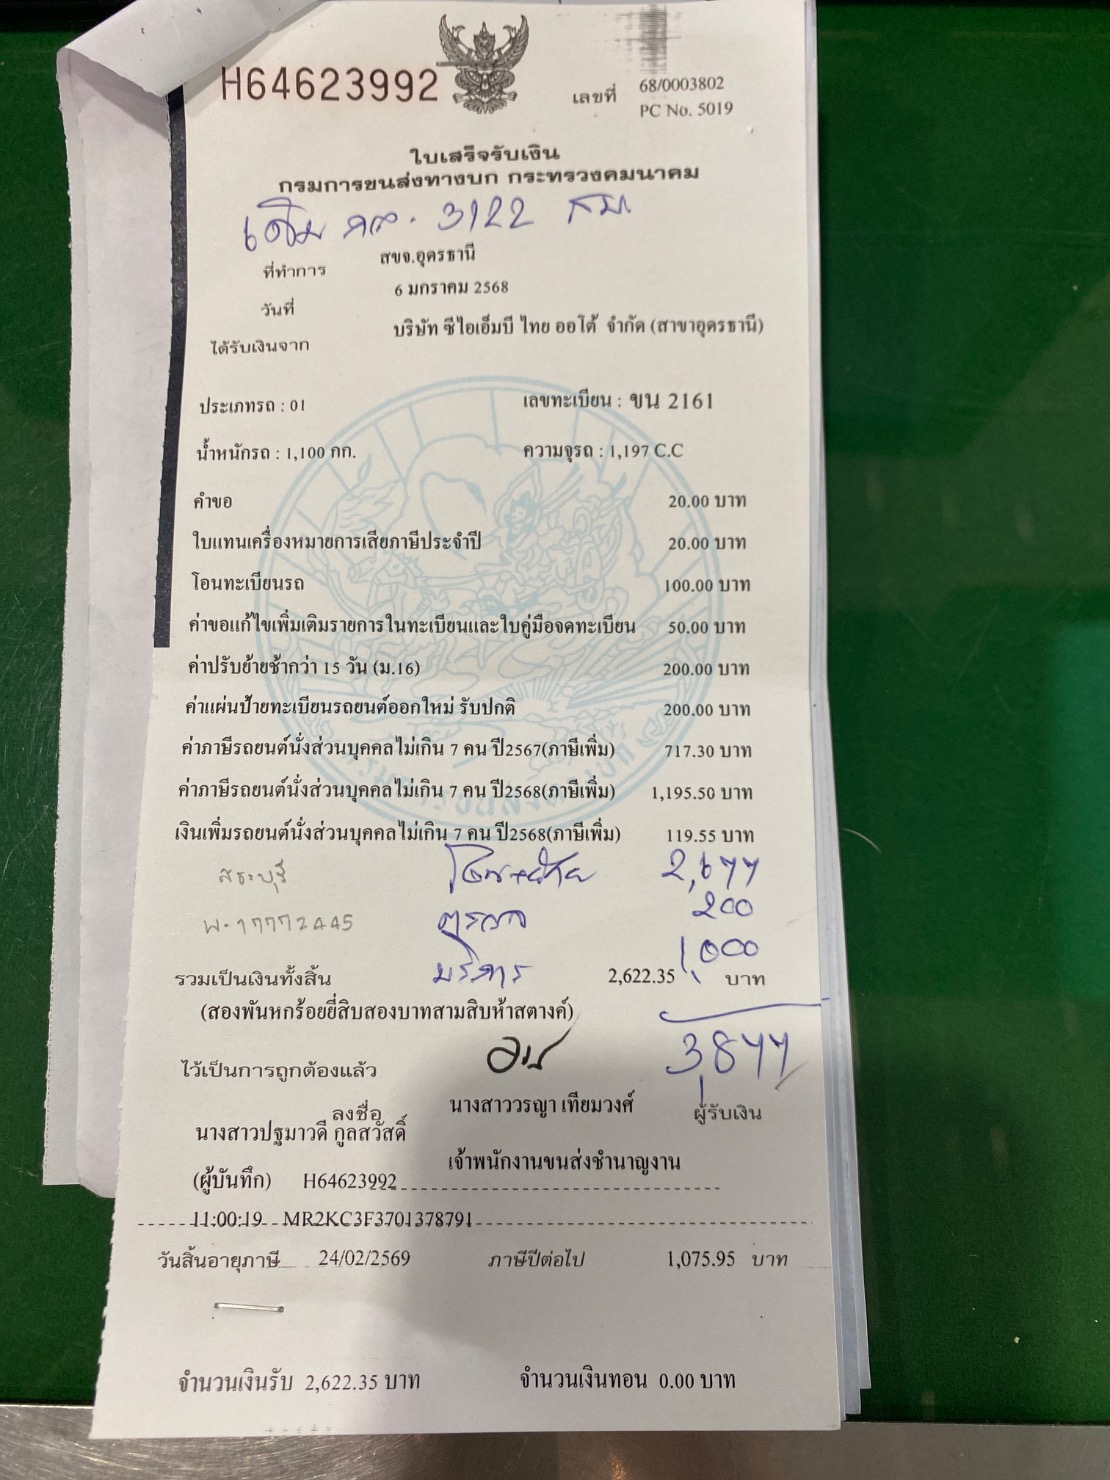 H64623992
เลขที่ 68/0003802
PC No. 5019
ใบเสร็จรับเงิน
กรมการขนส่งทางบก กระทรวงคมนาคม
เดิม กว. 3122 กม.
ที่ทำการ สขจ.อุดรธานี
วันที่ 6 มกราคม 2568
ได้รับเงินจาก บริษัท ซีไอเอ็มบี ไทย ออโต้ จำกัด (สาขาอุดรธานี)
ประเภทรถ : 01 เลขทะเบียน : ขน 2161
น้ำหนักรถ : 1,100 กก. ความจุรถ : 1,197 C.C
คำขอ 20.00 บาท
ใบแทนเครื่องหมายการเสียภาษีประจำปี 20.00 บาท
โอนทะเบียนรถ 100.00 บาท
ค่าขอแก้ไขเพิ่มเติมรายการในทะเบียนและใบคู่มือจดทะเบียน 50.00 บาท
ค่าปรับย้ายช้ากว่า 15 วัน (ม.16) 200.00 บาท
ค่าแผ่นป้ายทะเบียนรถยนต์ออกใหม่ รับปกติ 200.00 บาท
ค่าภาษีรถยนต์นั่งส่วนบุคคลไม่เกิน 7 คน ปี2567(ภาษีเพิ่ม) 717.30 บาท
ค่าภาษีรถยนต์นั่งส่วนบุคคลไม่เกิน 7 คน ปี2568(ภาษีเพิ่ม) 1,195.50 บาท
เงินเพิ่มรถยนต์นั่งส่วนบุคคลไม่เกิน 7 คน ปี2568(ภาษีเพิ่ม) 119.55 บาท
สระบุรี โอน+ย้าย 2,677
ตรวจ 200
บริการ 1,000
รวมเป็นเงินทั้งสิ้น 2,622.35 บาท
(สองพันหกร้อยยี่สิบสองบาทสามสิบห้าสตางค์)
3,877
ไว้เป็นการถูกต้องแล้ว
ลงชื่อ นางสาววรญา เทียมวงศ์ ผู้รับเงิน
นางสาวปฐมาวดี กูลสวัสดิ์
เจ้าพนักงานขนส่งชำนาญงาน
(ผู้บันทึก) H64623992
11:00:19 MR2KC3F3701378791
วันสิ้นอายุภาษี 24/02/2569 ภาษีปีต่อไป 1,075.95 บาท
จำนวนเงินรับ 2,622.35 บาท จำนวนเงินทอน 0.00 บาท